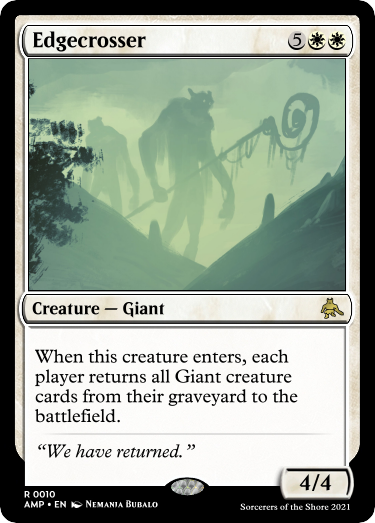 Edgecrosser 5
Creature — Giant
When this creature enters, each
player returns all Giant creature
cards from their graveyard to the
battlefield.
“We have returned.”
4/4
R 0010
AMP • EN Nemania Bubalo
Sorcerers of the Shore 2021